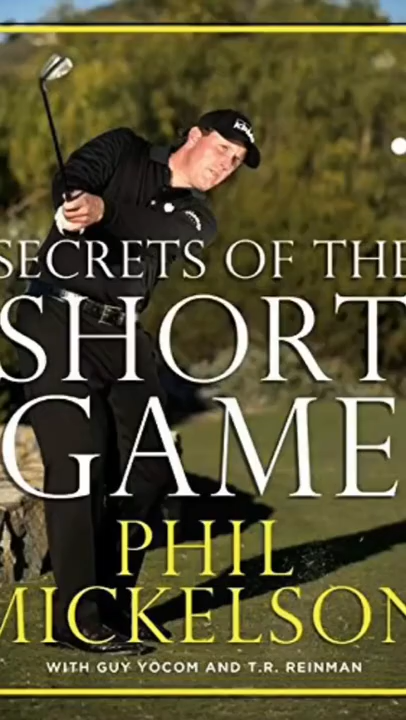 SECRETS OF THE
SHORT
GAME
PHIL
MICKELSON
WITH GUY YOCOM AND T.R. REINMAN